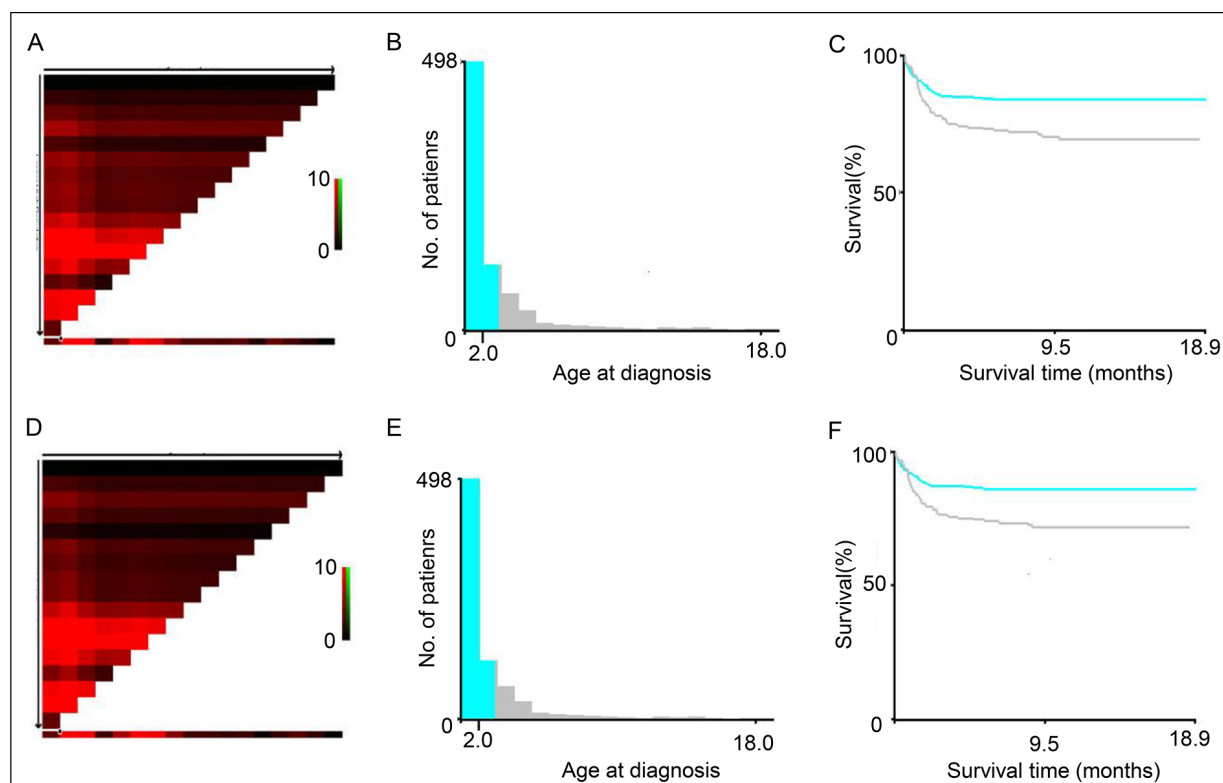 A
10
0
B
498
No. of patienrs
0
2.0
18.0
Age at diagnosis
C
100
Survival(%)
50
0
9.5
18.9
Survival time (months)
D
10
0
E
498
No. of patienrs
0
2.0
18.0
Age at diagnosis
F
100
Survival(%)
50
0
9.5
18.9
Survival time (months)